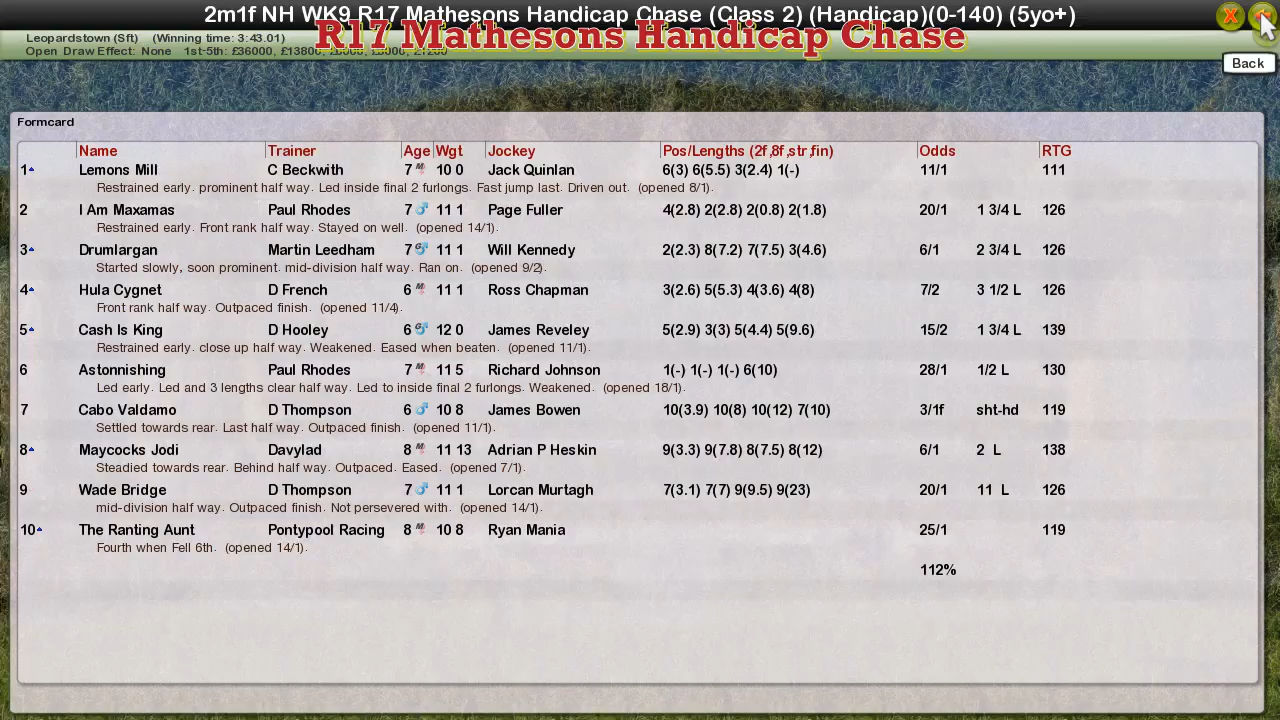 2m1f NH WK9 R17 Mathesons Handicap Chase (Class 2) (Handicap)(0-140) (5yo+)
R17 Mathesons Handicap Chase
Leopardstown (Sft) (Winning time: 3:43.01)
Open Draw Effect: None 1st-5th: £36000, £13800,
Back
Formcard
Name Trainer Age Wgt Jockey Pos/Lengths (2f,8f,str,fin) Odds RTG
1 Lemons Mill C Beckwith 7 10 0 Jack Quinlan 6(3) 6(5.5) 3(2.4) 1(-) 11/1 111
Restrained early. prominent half way. Led inside final 2 furlongs. Fast jump last. Driven out. (opened 8/1).
2 I Am Maxamas Paul Rhodes 7 11 1 Page Fuller 4(2.8) 2(2.8) 2(0.8) 2(1.8) 20/1 1 3/4 L 126
Restrained early. Front rank half way. Stayed on well. (opened 14/1).
3 Drumlargan Martin Leedham 7 11 1 Will Kennedy 2(2.3) 8(7.2) 7(7.5) 3(4.6) 6/1 2 3/4 L 126
Started slowly, soon prominent. mid-division half way. Ran on. (opened 9/2).
4 Hula Cygnet D French 6 11 1 Ross Chapman 3(2.6) 5(5.3) 4(3.6) 4(8) 7/2 3 1/2 L 126
Front rank half way. Outpaced finish. (opened 11/4).
5 Cash Is King D Hooley 6 12 0 James Reveley 5(2.9) 3(3) 5(4.4) 5(9.6) 15/2 1 3/4 L 139
Restrained early. close up half way. Weakened. Eased when beaten. (opened 11/1).
6 Astonnishing Paul Rhodes 7 11 5 Richard Johnson 1(-) 1(-) 1(-) 6(10) 28/1 1/2 L 130
Led early. Led and 3 lengths clear half way. Led to inside final 2 furlongs. Weakened. (opened 18/1).
7 Cabo Valdamo D Thompson 6 10 8 James Bowen 10(3.9) 10(8) 10(12) 7(10) 3/1f sht-hd 119
Settled towards rear. Last half way. Outpaced finish. (opened 11/1).
8 Maycocks Jodi Davylad 8 11 13 Adrian P Heskin 9(3.3) 9(7.8) 8(7.5) 8(12) 6/1 2 L 138
Steadied towards rear. Behind half way. Outpaced. Eased. (opened 7/1).
9 Wade Bridge D Thompson 7 11 1 Lorcan Murtagh 7(3.1) 7(7) 9(9.5) 9(23) 20/1 11 L 126
mid-division half way. Outpaced finish. Not persevered with. (opened 14/1).
10 The Ranting Aunt Pontypool Racing 8 10 8 Ryan Mania 25/1 119
Fourth when Fell 6th. (opened 14/1).
112%